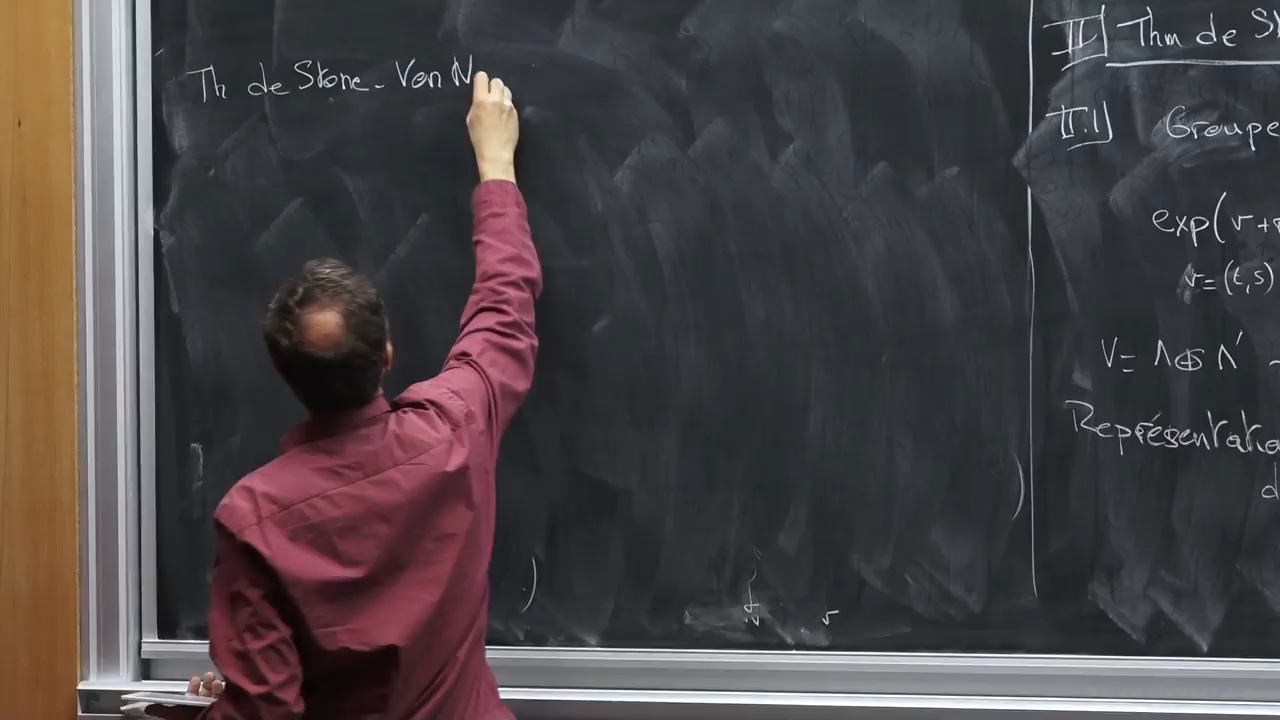 Th de Stone - Von N
II] Thm de S
II.1] Groupe
exp(v+
v=(t,s)
V= Λ⊕Λ'
Représentatio
d
)
)
v